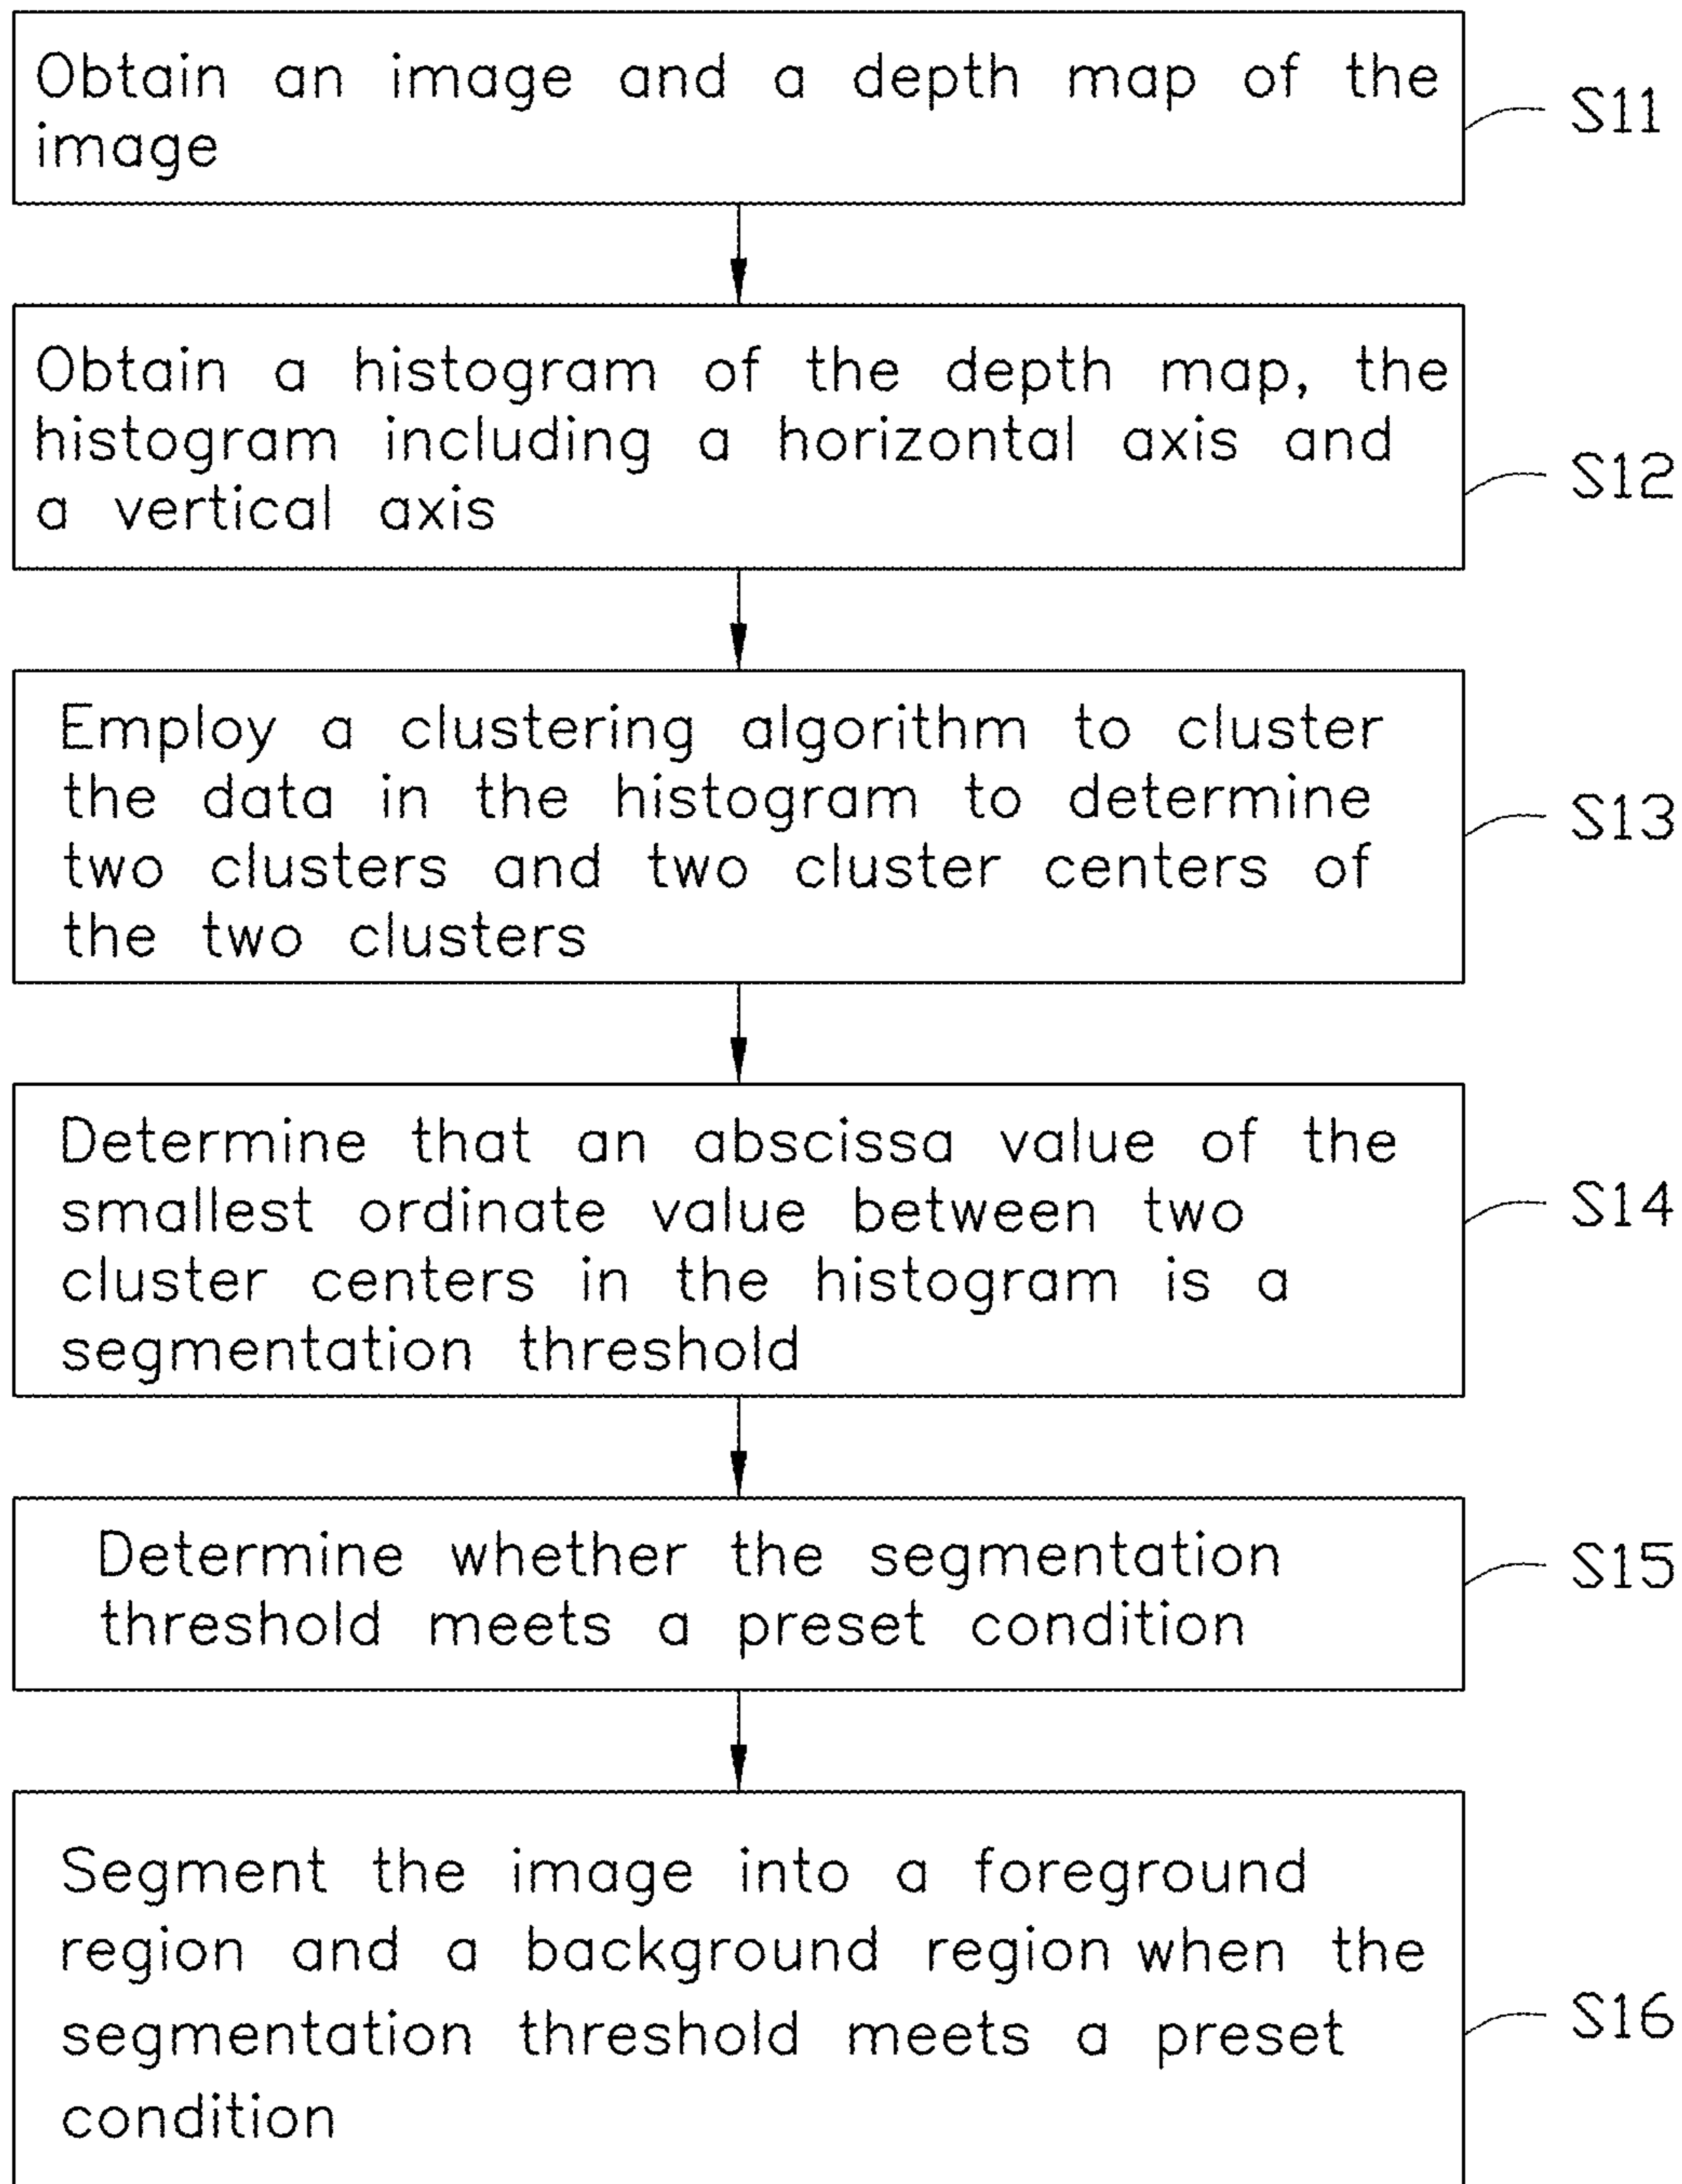 Obtain an image and a depth map of the
image
S11
Obtain a histogram of the depth map, the
histogram including a horizontal axis and
a vertical axis
S12
Employ a clustering algorithm to cluster
the data in the histogram to determine
two clusters and two cluster centers of
the two clusters
S13
Determine that an abscissa value of the
smallest ordinate value between two
cluster centers in the histogram is a
segmentation threshold
S14
Determine whether the segmentation
threshold meets a preset condition
S15
Segment the image into a foreground
region and a background region when the
segmentation threshold meets a preset
condition
S16